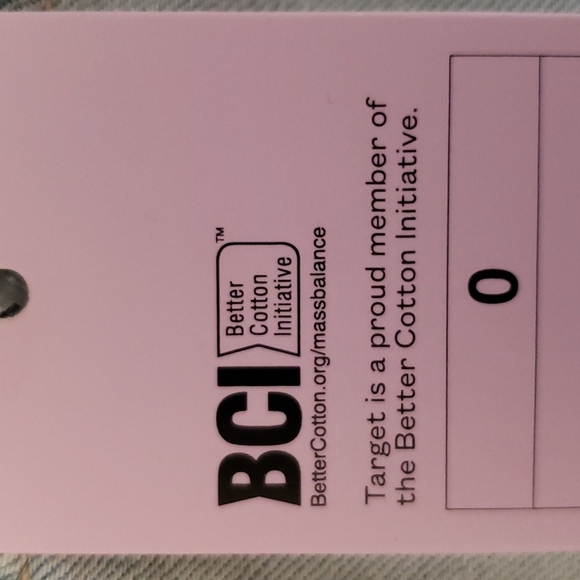 BCI
Better
Cotton
Initiative
™
BetterCotton.org/massbalance
Target is a proud member of
the Better Cotton Initiative.
0